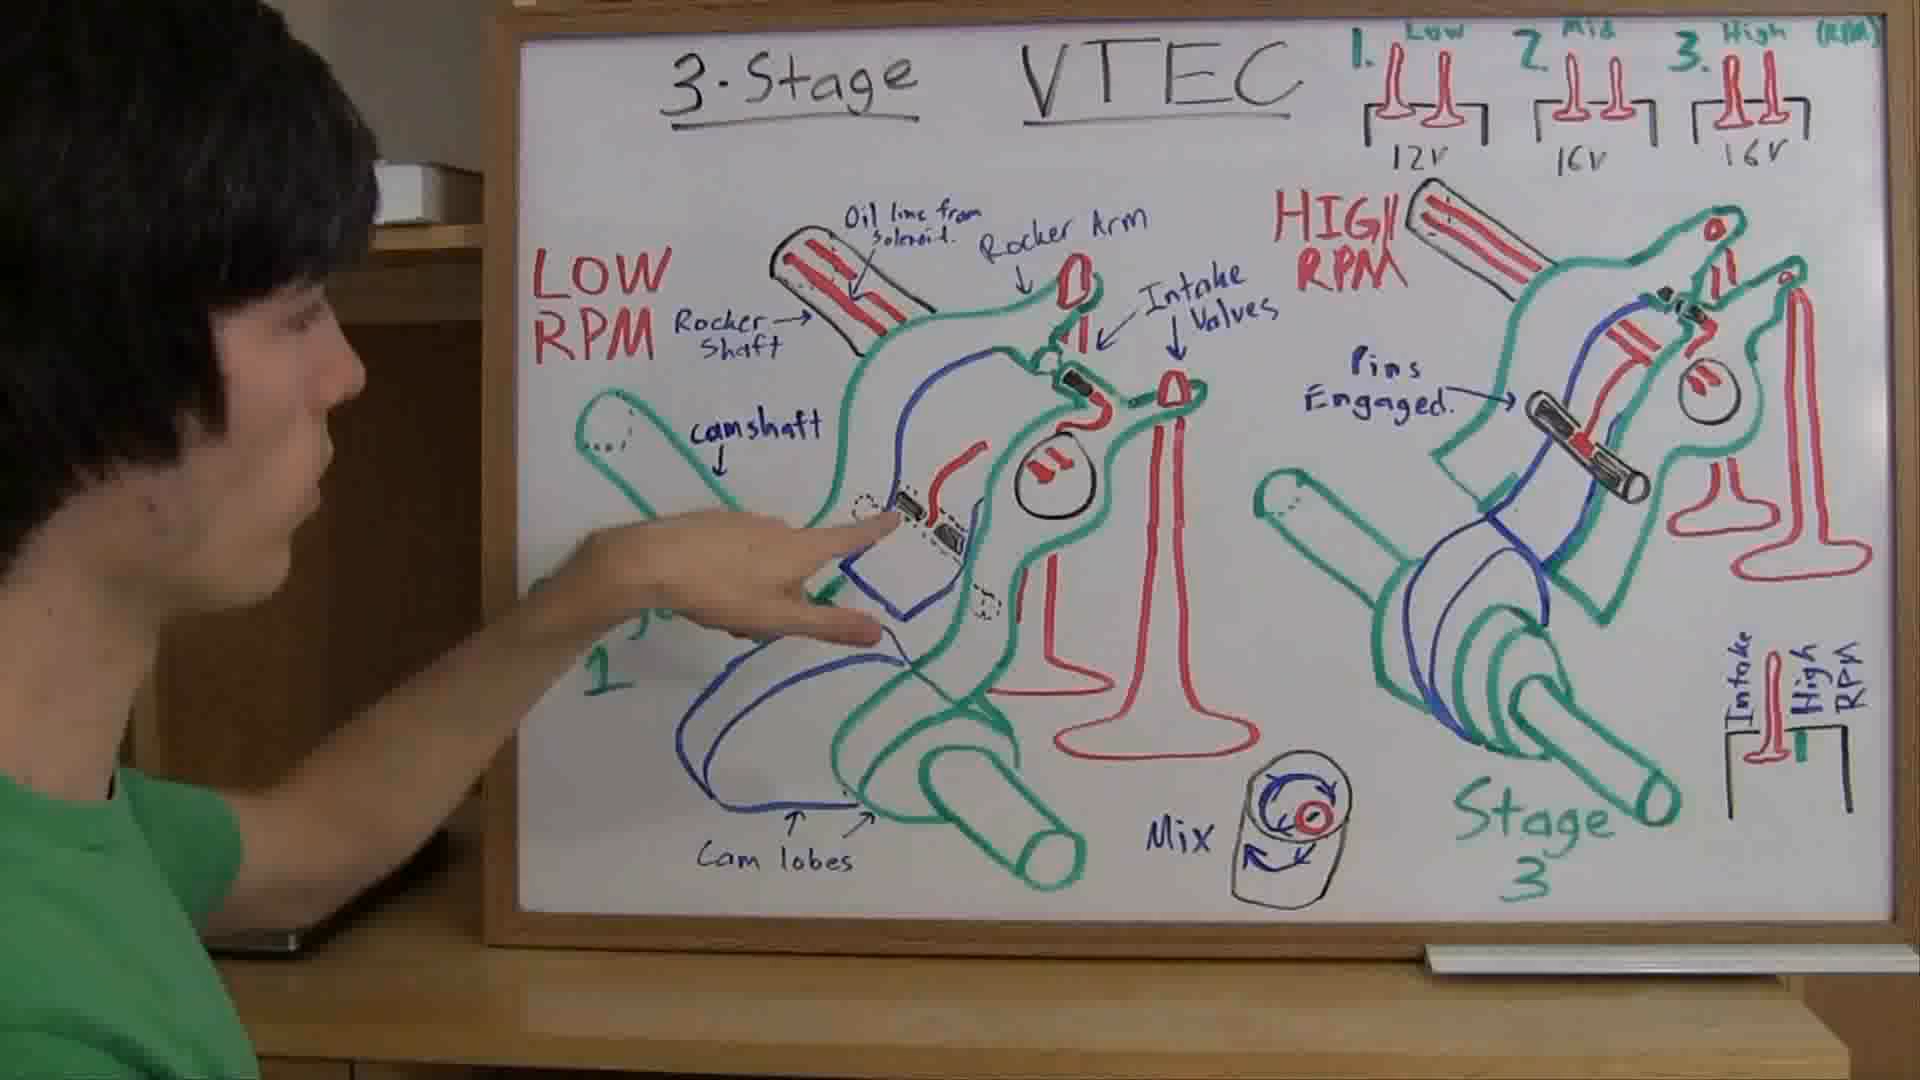 3-Stage VTEC
1. Low
12V
2. Mid
16V
3. High (RPM)
16V
LOW
RPM
Oil line from
Solenoid.
Rocker Arm
Rocker
Shaft
Intake
Valves
camshaft
HIGH
RPM
Pins
Engaged.
1
Cam lobes
Mix
Stage
3
Intake
High
RPM